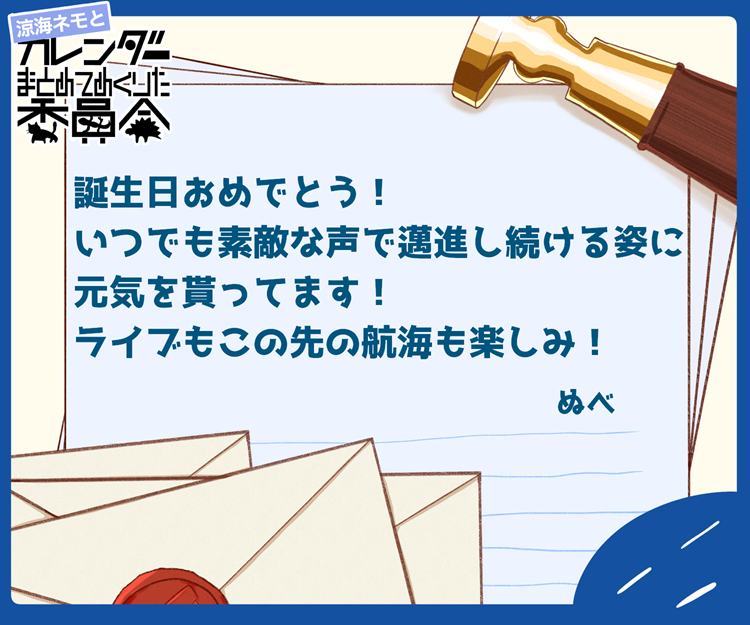 涼海ネモと
カレンダー
まとめてめくりた
委員会
誕生日おめでとう！
いつでも素敵な声で邁進し続ける姿に
元気を貰ってます！
ライブもこの先の航海も楽しみ！
ぬべ